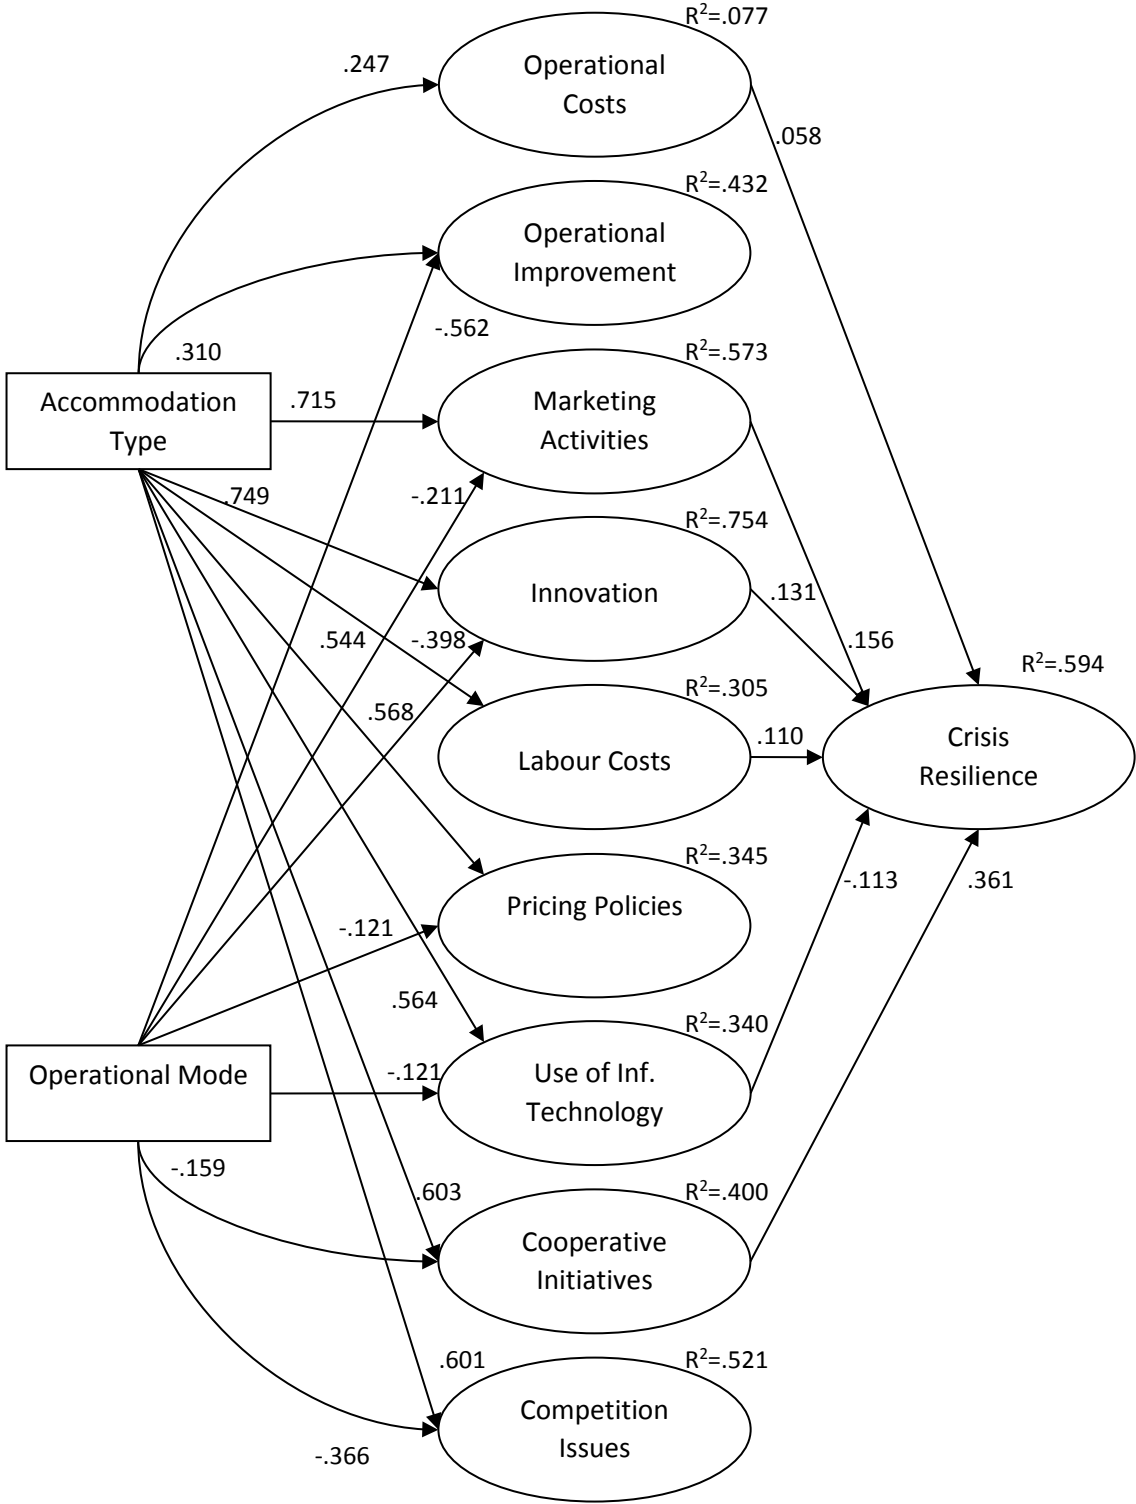 R²=.077
Operational
Costs
.247
.058
R²=.432
Operational
Improvement
-.562
.310
R²=.573
Accommodation
Type
.715
Marketing
Activities
.749
-.211
R²=.754
Innovation
.131
.544
-.398
.156
R²=.594
R²=.305
.568
Labour Costs
.110
Crisis
Resilience
R²=.345
Pricing Policies
-.113
.361
-.121
.564
R²=.340
Operational Mode
-.121
Use of Inf.
Technology
-.159
.603
R²=.400
Cooperative
Initiatives
.601
R²=.521
Competition
Issues
-.366